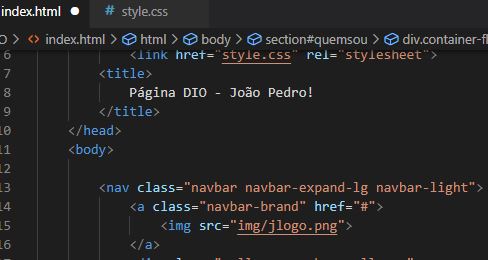 index.html ● style.css
O > <> index.html > html > body > section#quemsou > div.container-fl
6 <link href="style.css" rel="stylesheet">
7 <title>
8 Página DIO - João Pedro!
9 </title>
10 </head>
11 <body>
12
13 <nav class="navbar navbar-expand-lg navbar-light">
14 <a class="navbar-brand" href="#">
15 <img src="img/jlogo.png">
16 </a>